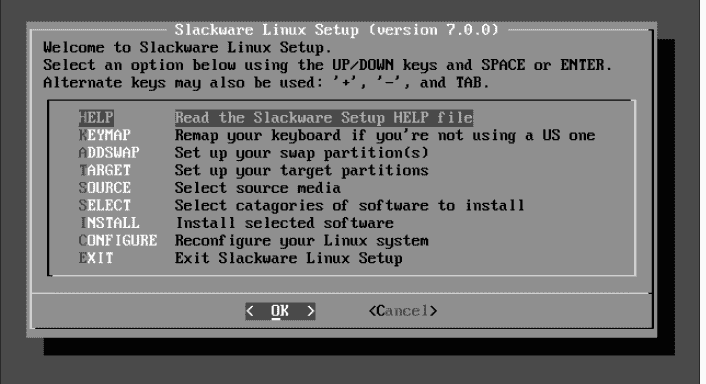 Slackware Linux Setup (version 7.0.0)
Welcome to Slackware Linux Setup.
Select an option below using the UP/DOWN keys and SPACE or ENTER.
Alternate keys may also be used: '+', '-', and TAB.
HELP Read the Slackware Setup HELP file
KEYMAP Remap your keyboard if you're not using a US one
ADDSWAP Set up your swap partition(s)
TARGET Set up your target partitions
SOURCE Select source media
SELECT Select catagories of software to install
INSTALL Install selected software
CONFIGURE Reconfigure your Linux system
EXIT Exit Slackware Linux Setup
< OK > <Cancel>